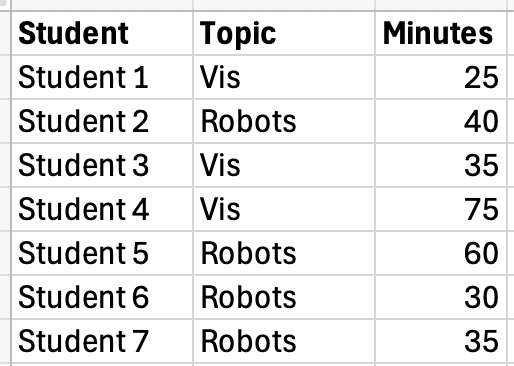 Student Topic Minutes
Student 1 Vis 25
Student 2 Robots 40
Student 3 Vis 35
Student 4 Vis 75
Student 5 Robots 60
Student 6 Robots 30
Student 7 Robots 35